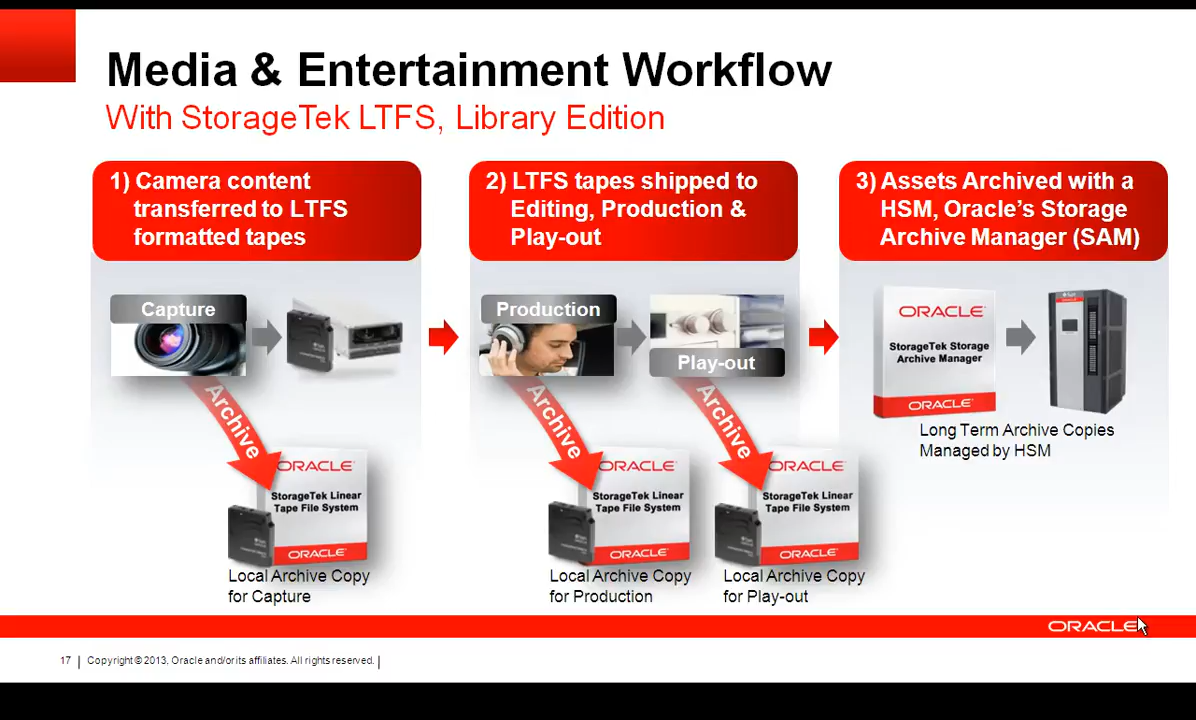 Media & Entertainment Workflow
With StorageTek LTFS, Library Edition
1) Camera content
transferred to LTFS
formatted tapes
2) LTFS tapes shipped to
Editing, Production &
Play-out
3) Assets Archived with a
HSM, Oracle's Storage
Archive Manager (SAM)
Capture
Production
Play-out
ORACLE
StorageTek Storage
Archive Manager
ORACLE
Long Term Archive Copies
Managed by HSM
Archive
Archive
Archive
ORACLE
StorageTek Linear
Tape File System
ORACLE
Local Archive Copy
for Capture
ORACLE
StorageTek Linear
Tape File System
ORACLE
Local Archive Copy
for Production
ORACLE
StorageTek Linear
Tape File System
ORACLE
Local Archive Copy
for Play-out
ORACLE
17 | Copyright © 2013, Oracle and/or its affiliates. All rights reserved. |